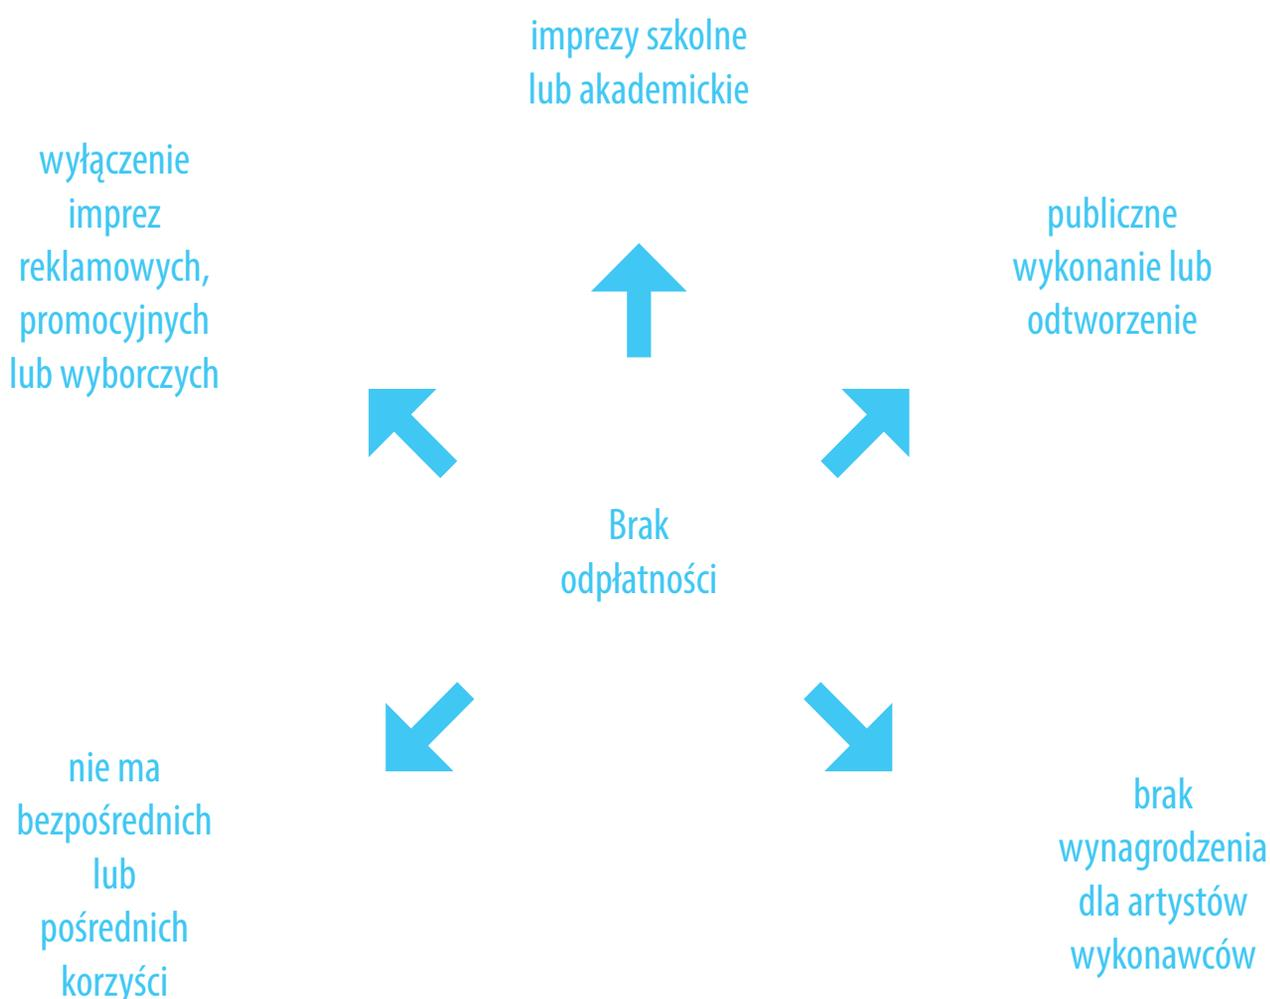 imprezy szkolne
lub akademickie
wyłączenie
imprez
reklamowych,
promocyjnych
lub wyborczych
publiczne
wykonanie lub
odtworzenie
Brak
odpłatności
nie ma
bezpośrednich
lub
pośrednich
korzyści
brak
wynagrodzenia
dla artystów
wykonawców